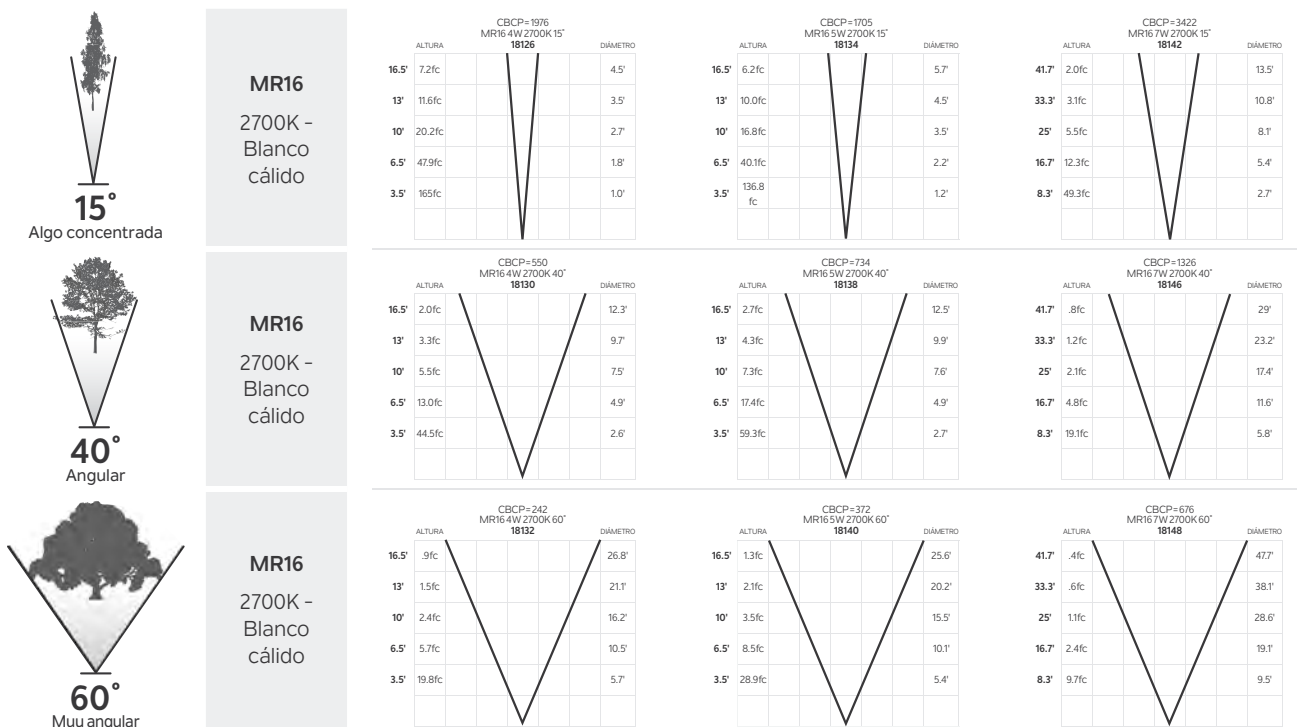 15°
Algo concentrada
MR16
2700K -
Blanco
cálido
CBCP=1976
MR16 4W 2700K 15°
ALTURA 18126 DIÁMETRO
16.5' 7.2fc 4.5'
13' 11.6fc 3.5'
10' 20.2fc 2.7'
6.5' 47.9fc 1.8'
3.5' 165fc 1.0'
CBCP=1705
MR16 5W 2700K 15°
ALTURA 18134 DIÁMETRO
16.5' 6.2fc 5.7'
13' 10.0fc 4.5'
10' 16.8fc 3.5'
6.5' 40.1fc 2.2'
3.5' 136.8 1.2'
fc
CBCP=3422
MR16 7W 2700K 15°
ALTURA 18142 DIÁMETRO
41.7' 2.0fc 13.5'
33.3' 3.1fc 10.8'
25' 5.5fc 8.1'
16.7' 12.3fc 5.4'
8.3' 49.3fc 2.7'
40°
Angular
MR16
2700K -
Blanco
cálido
CBCP=550
MR16 4W 2700K 40°
ALTURA 18130 DIÁMETRO
16.5' 2.0fc 12.3'
13' 3.3fc 9.7'
10' 5.5fc 7.5'
6.5' 13.0fc 4.9'
3.5' 44.5fc 2.6'
CBCP=734
MR16 5W 2700K 40°
ALTURA 18138 DIÁMETRO
16.5' 2.7fc 12.5'
13' 4.3fc 9.9'
10' 7.3fc 7.6'
6.5' 17.4fc 4.9'
3.5' 59.3fc 2.7'
CBCP=1326
MR16 7W 2700K 40°
ALTURA 18146 DIÁMETRO
41.7' .8fc 29'
33.3' 1.2fc 23.2'
25' 2.1fc 17.4'
16.7' 4.8fc 11.6'
8.3' 19.1fc 5.8'
60°
Muy angular
MR16
2700K -
Blanco
cálido
CBCP=242
MR16 4W 2700K 60°
ALTURA 18132 DIÁMETRO
16.5' .9fc 26.8'
13' 1.5fc 21.1'
10' 2.4fc 16.2'
6.5' 5.7fc 10.5'
3.5' 19.8fc 5.7'
CBCP=372
MR16 5W 2700K 60°
ALTURA 18140 DIÁMETRO
16.5' 1.3fc 25.6'
13' 2.1fc 20.2'
10' 3.5fc 15.5'
6.5' 8.5fc 10.1'
3.5' 28.9fc 5.4'
CBCP=676
MR16 7W 2700K 60°
ALTURA 18148 DIÁMETRO
41.7' .4fc 47.7'
33.3' .6fc 38.1'
25' 1.1fc 28.6'
16.7' 2.4fc 19.1'
8.3' 9.7fc 9.5'